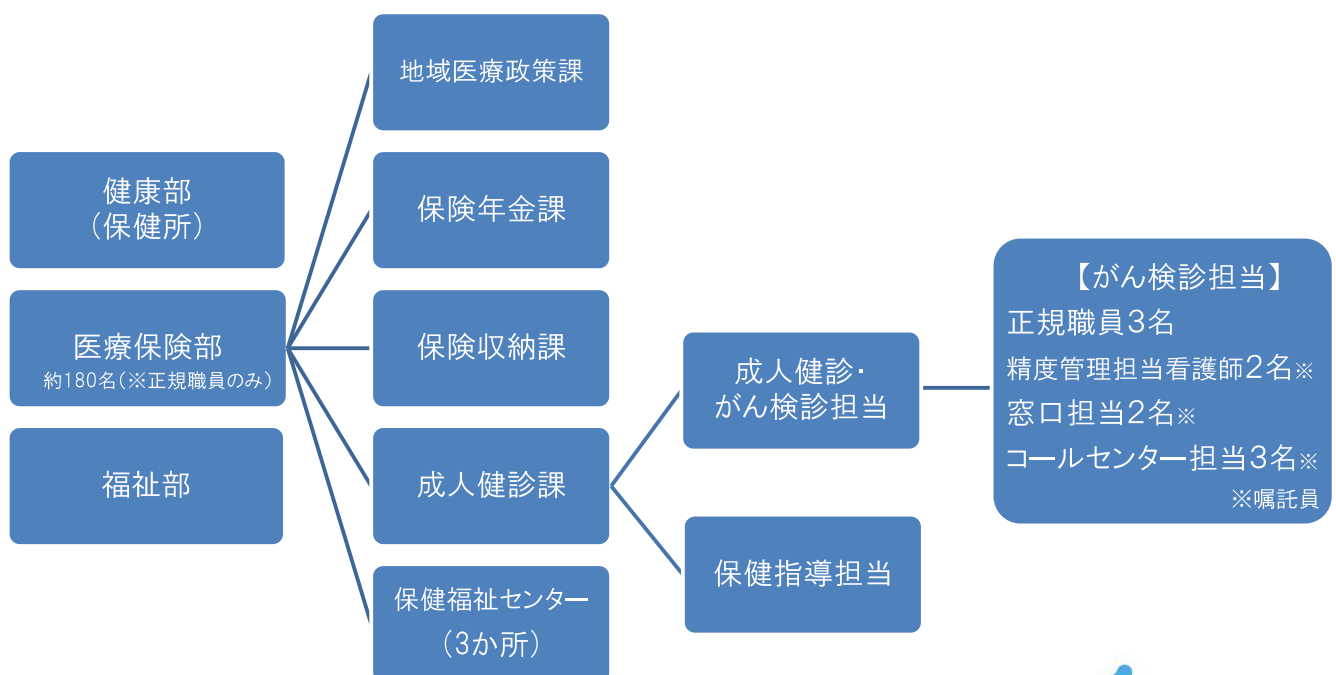 健康部
（保健所）
医療保険部
約180名（※正規職員のみ）
福祉部
地域医療政策課
保険年金課
保険収納課
成人健診課
保健福祉センター
（3か所）
成人健診・
がん検診担当
保健指導担当
【がん検診担当】
正規職員3名
精度管理担当看護師2名※
窓口担当2名※
コールセンター担当3名※
※嘱託員